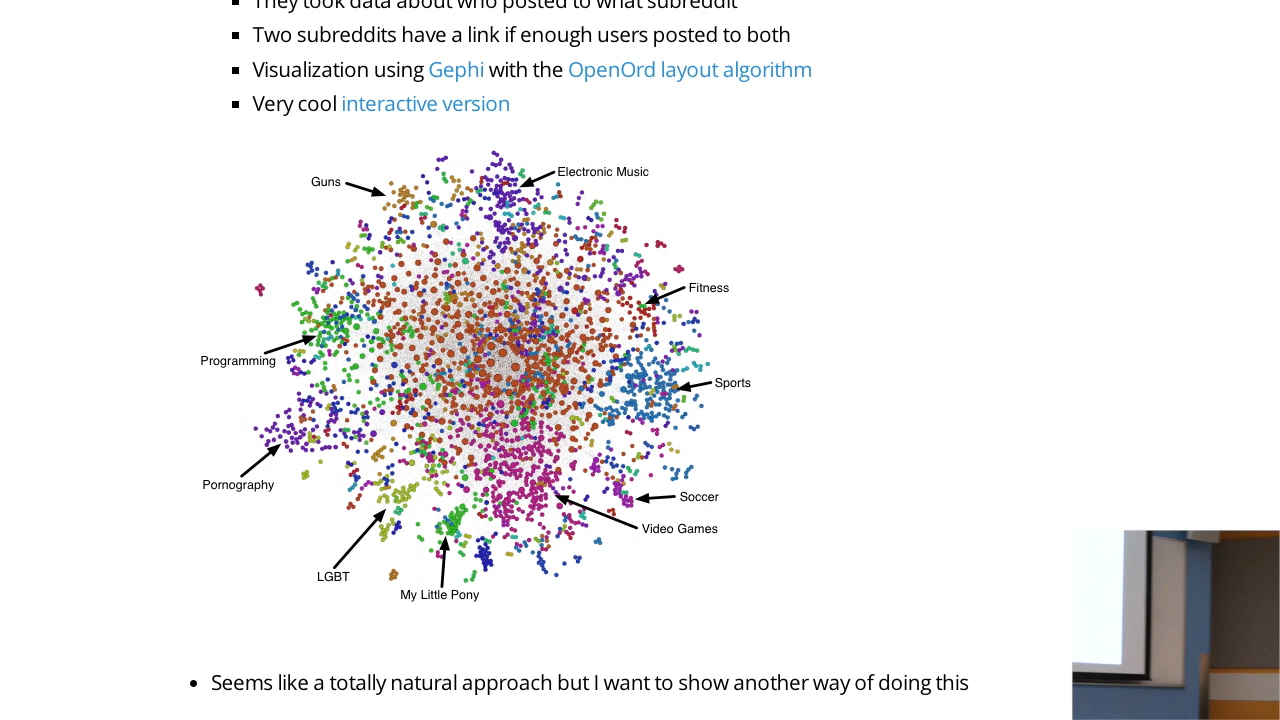 They took data about who posted to what subreddit
Two subreddits have a link if enough users posted to both
Visualization using Gephi with the OpenOrd layout algorithm
Very cool interactive version
Guns
Electronic Music
Fitness
Programming
Sports
Pornography
Soccer
Video Games
LGBT
My Little Pony
Seems like a totally natural approach but I want to show another way of doing this